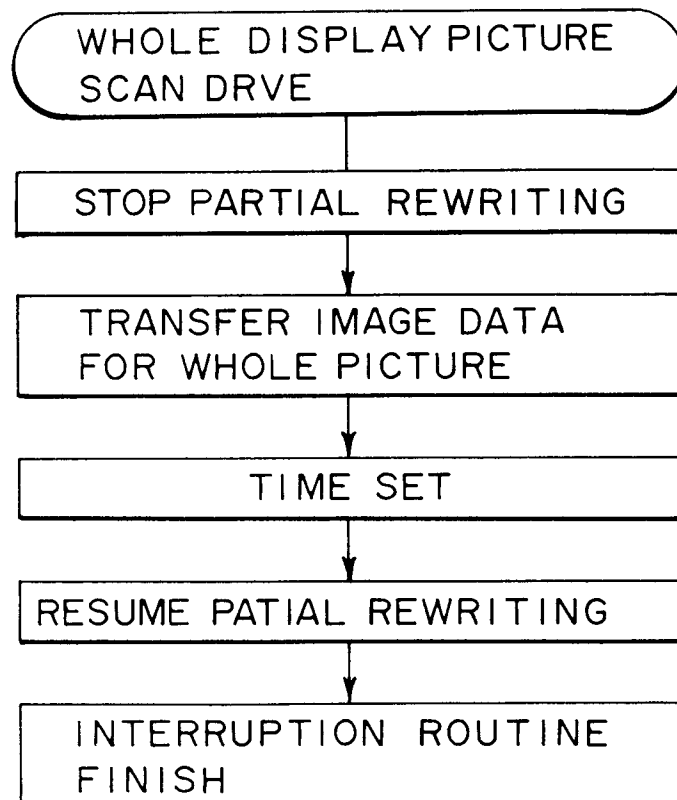 WHOLE DISPLAY PICTURE
SCAN DRVE
STOP PARTIAL REWRITING
TRANSFER IMAGE DATA
FOR WHOLE PICTURE
TIME SET
RESUME PATIAL REWRITING
INTERRUPTION ROUTINE
FINISH